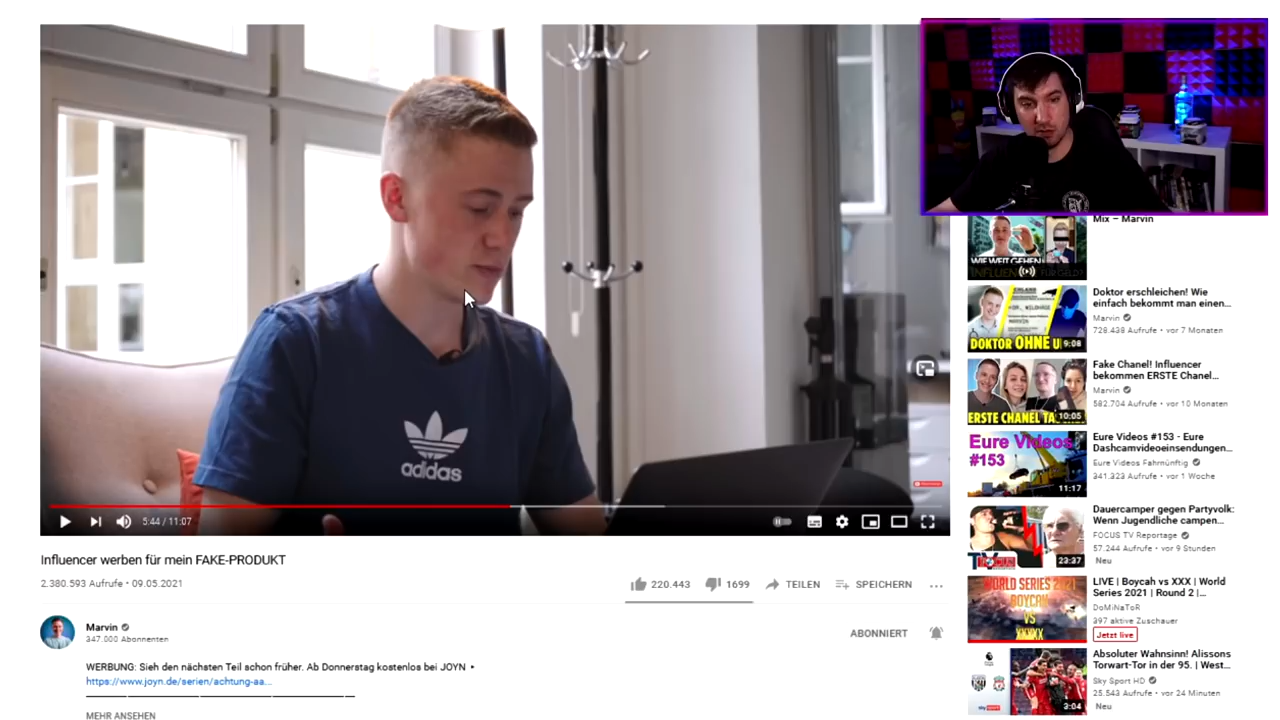 adidas
5:44 / 11:07
Influencer werben für mein FAKE-PRODUKT
2.380.593 Aufrufe • 09.05.2021
220.443
1699
TEILEN
SPEICHERN
Marvin
347.000 Abonnenten
ABONNIERT
WERBUNG: Sieh den nächsten Teil schon früher. Ab Donnerstag kostenlos bei JOYN
https://www.joyn.de/serien/achtung-aa...
MEHR ANSEHEN
Mix – Marvin
WIE WEIT GEHEN
Doktor erschleichen! Wie
einfach bekommt man einen...
Marvin
728.438 Aufrufe • vor 7 Monaten
DOKTOR OHNE U
9:08
Fake Chanel! Influencer
bekommen ERSTE Chanel...
Marvin
582.704 Aufrufe • vor 10 Monaten
ERSTE CHANEL TA
10:05
Eure Videos #153 - Eure
Dashcamvideoeinsendungen...
Eure Videos Fahrnünftig
341.323 Aufrufe • vor 1 Woche
Eure Videos
#153
11:17
Dauercamper gegen Partyvolk:
Wenn Jugendliche campen...
FOCUS TV Reportage
57.244 Aufrufe • vor 9 Stunden
Neu
23:37
LIVE | Boycah vs XXX | World
Series 2021 | Round 2 |...
DoMiNaToR
397 aktive Zuschauer
Jetzt live
WORLD SERIES 2021
BOYCAH
VS
XXXXX
Absoluter Wahnsinn! Alissons
Torwart-Tor in der 95. | West...
Sky Sport HD
25.543 Aufrufe • vor 24 Minuten
Neu
sky sport
3:04